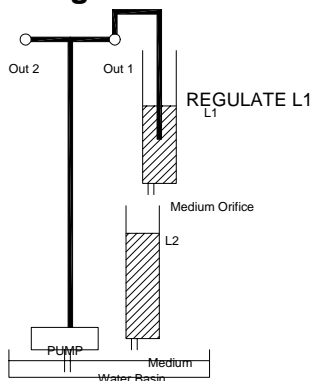 Out 2
Out 1
REGULATE L1
L1
Medium Orifice
L2
PUMP
Medium
Water Basin